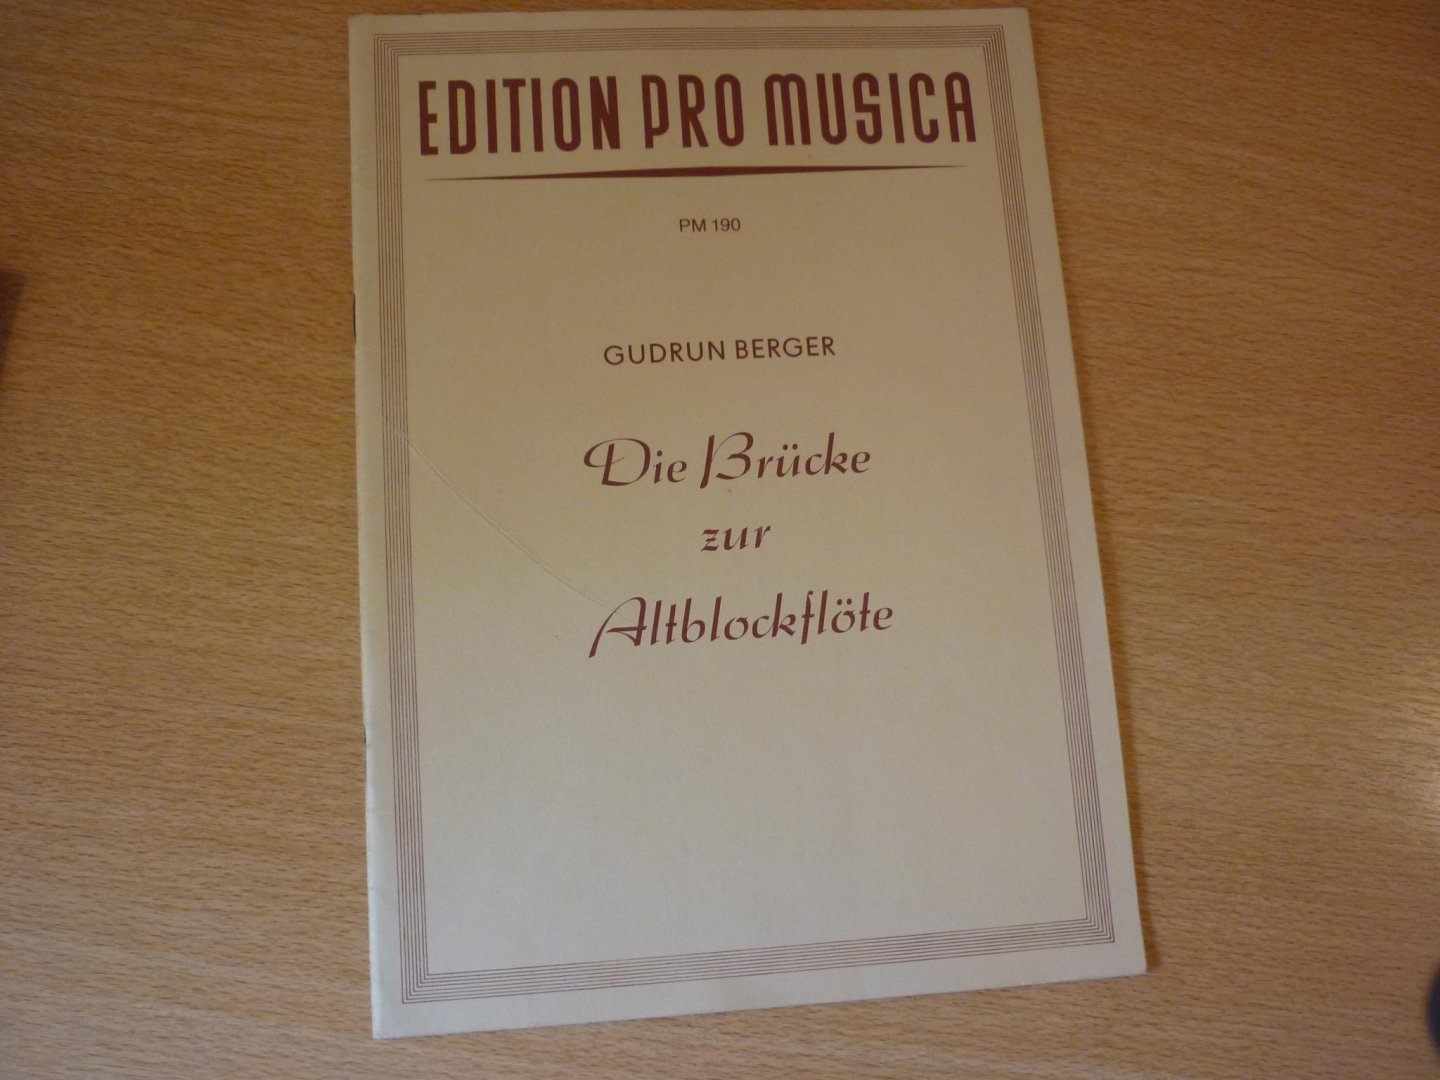 EDITION PRO MUSICA
PM 190
GUDRUN BERGER
Die Brücke
zur
Altblockflöte